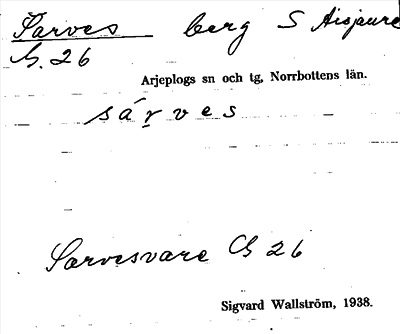 Sarves berg S Aisjaure
G. 26
Arjeplogs sn och tg, Norrbottens län.
sárves
Sarvesvare G 26
Sigvard Wallström, 1938.